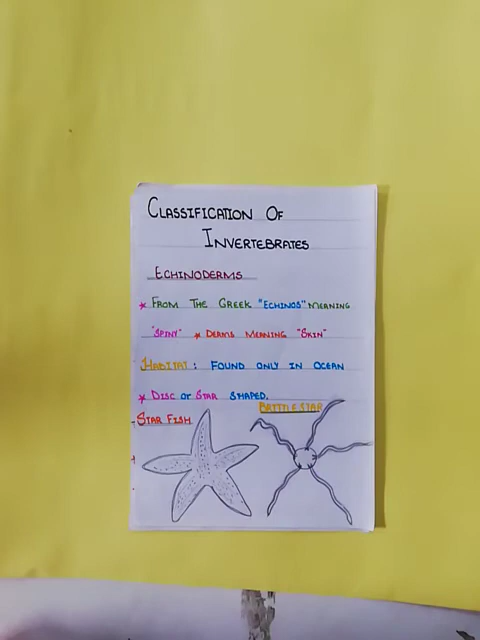 CLASSIFICATION OF
INVERTEBRATES
ECHINODERMS
* FROM THE GREEK "ECHINOS" MEANING
"SPINY" * DERMS MEANING "SKIN"
HABITAT: FOUND ONLY IN OCEAN
* DISC OR STAR SHAPED.
BRITTLE STAR
STAR FISH